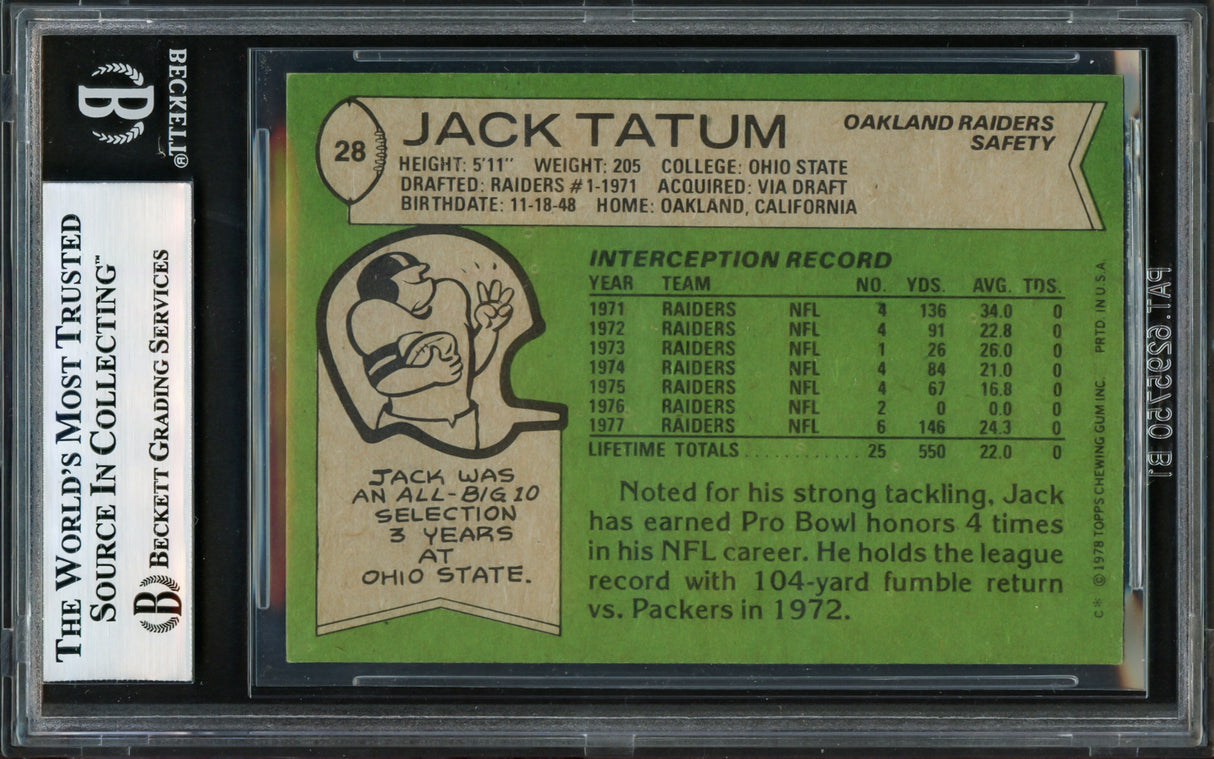 BECKETT®
B
THE WORLD'S MOST TRUSTED
SOURCE IN COLLECTING™
B BECKETT GRADING SERVICES
28
JACK TATUM
OAKLAND RAIDERS
SAFETY
HEIGHT: 5'11" WEIGHT: 205 COLLEGE: OHIO STATE
DRAFTED: RAIDERS #1-1971 ACQUIRED: VIA DRAFT
BIRTHDATE: 11-18-48 HOME: OAKLAND, CALIFORNIA
INTERCEPTION RECORD
YEAR TEAM NO. YDS. AVG. TDS.
1971 RAIDERS NFL 4 136 34.0 0
1972 RAIDERS NFL 4 91 22.8 0
1973 RAIDERS NFL 1 26 26.0 0
1974 RAIDERS NFL 4 84 21.0 0
1975 RAIDERS NFL 4 67 16.8 0
1976 RAIDERS NFL 2 0 0.0 0
1977 RAIDERS NFL 6 146 24.3 0
LIFETIME TOTALS ............ 25 550 22.0 0
JACK WAS
AN ALL-BIG 10
SELECTION
3 YEARS
AT
OHIO STATE.
Noted for his strong tackling, Jack
has earned Pro Bowl honors 4 times
in his NFL career. He holds the league
record with 104-yard fumble return
vs. Packers in 1972.
C* © 1978 TOPPS CHEWING GUM INC. PRTD. IN U.S.A.
PAT. 6295750 B1